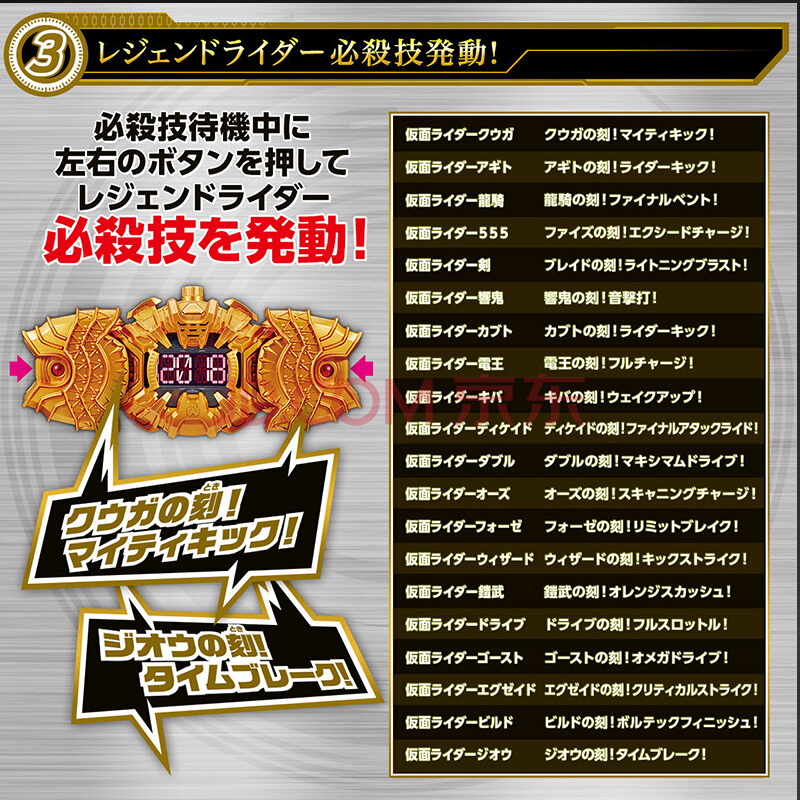 3 レジェンドライダー必殺技発動!
必殺技待機中に
左右のボタンを押して
レジェンドライダー
必殺技を発動!
2018
クウガの刻!
とき
マイティキック!
ジオウの刻!
とき
タイムブレーク!
仮面ライダークウガ クウガの刻!マイティキック!
仮面ライダーアギト アギトの刻!ライダーキック!
仮面ライダー龍騎 龍騎の刻!ファイナルベント!
仮面ライダー555 ファイズの刻!エクシードチャージ!
仮面ライダー剣 ブレイドの刻!ライトニングブラスト!
仮面ライダー響鬼 響鬼の刻!音撃打!
仮面ライダーカブト カブトの刻!ライダーキック!
仮面ライダー電王 電王の刻!フルチャージ!
仮面ライダーキバ キバの刻!ウェイクアップ!
仮面ライダーディケイド ディケイドの刻!ファイナルアタックライド!
仮面ライダーダブル ダブルの刻!マキシマムドライブ!
仮面ライダーオーズ オーズの刻!スキャニングチャージ!
仮面ライダーフォーゼ フォーゼの刻!リミットブレイク!
仮面ライダーウィザード ウィザードの刻!キックストライク!
仮面ライダー鎧武 鎧武の刻!オレンジスカッシュ!
仮面ライダードライブ ドライブの刻!フルスロットル!
仮面ライダーゴースト ゴーストの刻!オメガドライブ!
仮面ライダーエグゼイド エグゼイドの刻!クリティカルストライク!
仮面ライダービルド ビルドの刻!ボルテックフィニッシュ!
仮面ライダージオウ ジオウの刻!タイムブレーク!